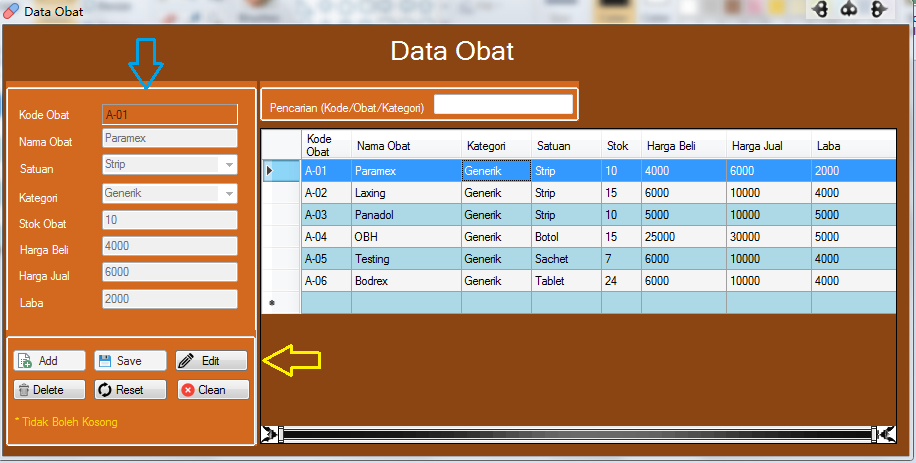 Data Obat
Data Obat
Kode Obat A-01
Nama Obat Paramex
Satuan Strip
Kategori Generik
Stok Obat 10
Harga Beli 4000
Harga Jual 6000
Laba 2000
Add Save Edit
Delete Reset Clean
* Tidak Boleh Kosong
Pencarian (Kode/Obat/Kategori)
Kode Obat Nama Obat Kategori Satuan Stok Harga Beli Harga Jual Laba
A-01 Paramex Generik Strip 10 4000 6000 2000
A-02 Laxing Generik Strip 15 6000 10000 4000
A-03 Panadol Generik Strip 10 5000 10000 5000
A-04 OBH Generik Botol 15 25000 30000 5000
A-05 Testing Generik Sachet 7 6000 10000 4000
A-06 Bodrex Generik Tablet 24 6000 10000 4000
*